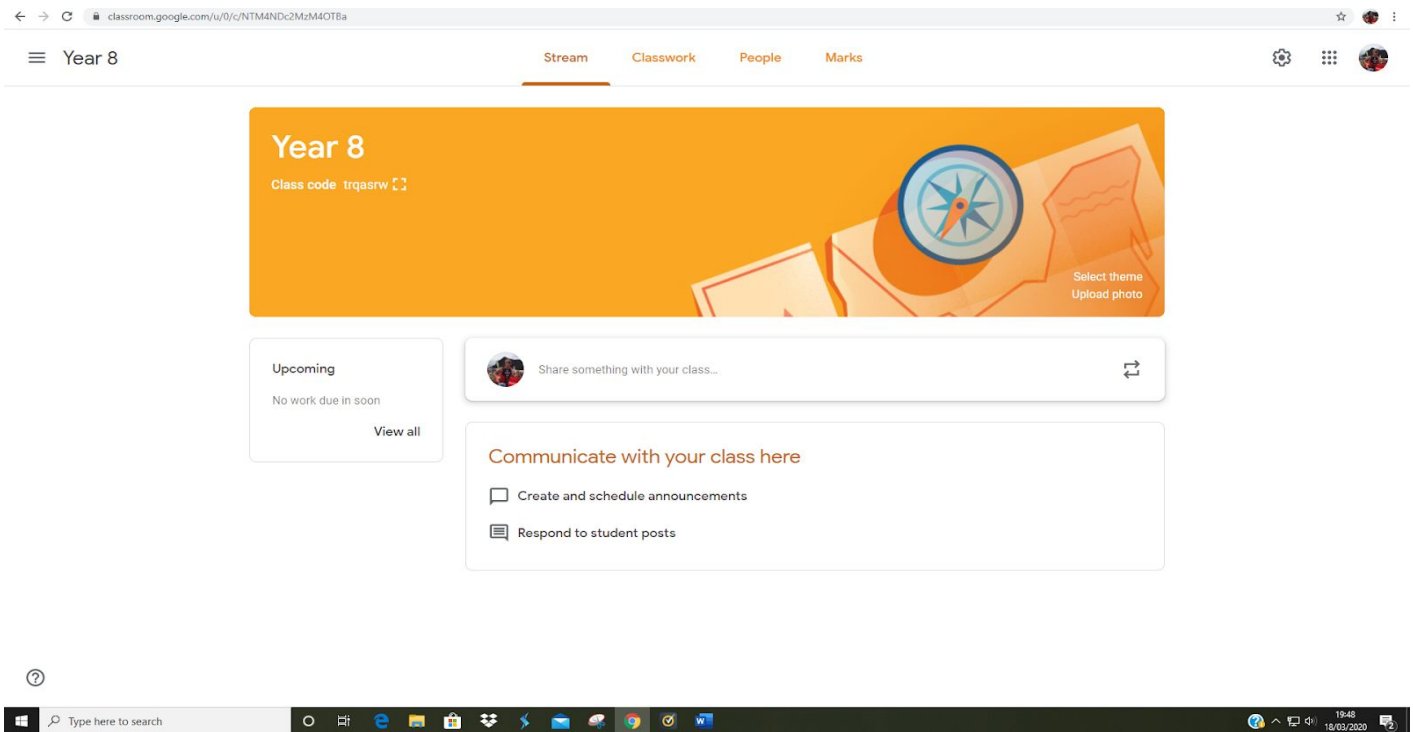 classroom.google.com/u/0/c/NTM4NDc2MzM4OTBa
Year 8
Stream Classwork People Marks
Year 8
Class code trqasrw
Select theme
Upload photo
Upcoming
No work due in soon
View all
Share something with your class...
Communicate with your class here
Create and schedule announcements
Respond to student posts
Type here to search
19:48
18/03/2020
2